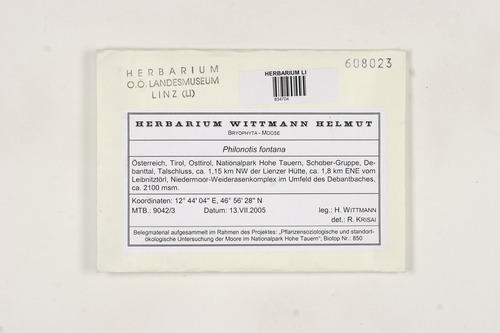 HERBARIUM
O.Ö. LANDESMUSEUM
LINZ (LI)
HERBARIUM LI
894704
608023
HERBARIUM WITTMANN HELMUT
BRYOPHYTA - MOOSE
Philonotis fontana
Österreich, Tirol, Osttirol, Nationalpark Hohe Tauern, Schober-Gruppe, De-
banttal, Talschluss, ca. 1,15 km NW der Lienzer Hütte, ca. 1,8 km ENE vom
Leibnitztörl, Niedermoor-Weiderasenkomplex im Umfeld des Debantbaches,
ca. 2100 msm.
Koordinaten: 12° 44' 04" E, 46° 56' 28" N
MTB.: 9042/3 Datum: 13.VII.2005 leg.: H. WITTMANN
det.: R. KRISAI
Belegmaterial aufgesammelt im Rahmen des Projektes: „Pflanzensoziologische und standort-
ökologische Untersuchung der Moore im Nationalpark Hohe Tauern"; Biotop Nr.: 850